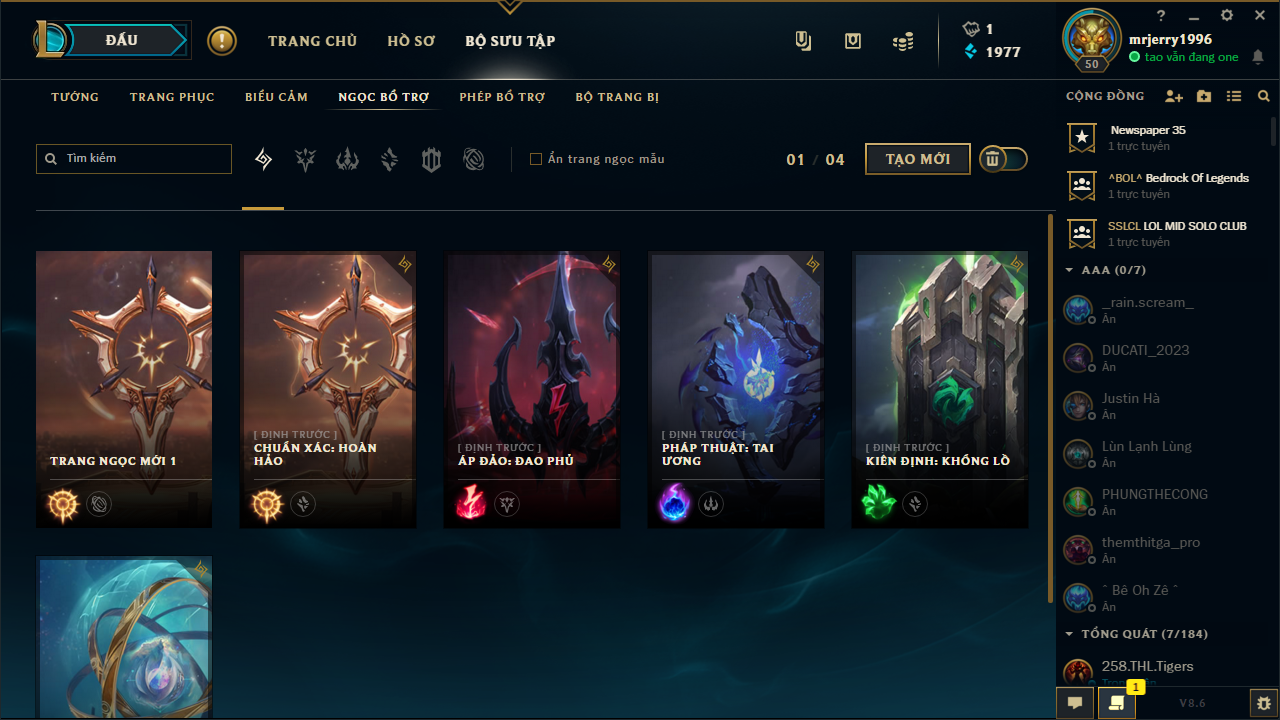 ĐẤU
!
TRANG CHỦ
HỒ SƠ
BỘ SƯU TẬP
1
1977
50
?
mrjerry1996
tao vẫn đang one
TƯỚNG
TRANG PHỤC
BIỂU CẢM
NGỌC BỔ TRỢ
PHÉP BỔ TRỢ
BỘ TRANG BỊ
Tìm kiếm
Ẩn trang ngọc mẫu
01 / 04
TẠO MỚI
TRANG NGỌC MỚI 1
[ ĐỊNH TRƯỚC ]
CHUẨN XÁC: HOÀN
HẢO
[ ĐỊNH TRƯỚC ]
ÁP ĐẢO: ĐAO PHỦ
[ ĐỊNH TRƯỚC ]
PHÁP THUẬT: TAI
ƯƠNG
[ ĐỊNH TRƯỚC ]
KIÊN ĐỊNH: KHỔNG LỒ
CỘNG ĐỒNG
Newspaper 35
1 trực tuyến
^BOL^ Bedrock Of Legends
1 trực tuyến
SSLCL LOL MID SOLO CLUB
1 trực tuyến
AAA (0/7)
_rain.scream_
Ẩn
DUCATI_2023
Ẩn
Justin Hà
Ẩn
Lùn Lạnh Lùng
Ẩn
PHUNGTHECONG
Ẩn
themthitga_pro
Ẩn
ˆ Bê Oh Zê ˆ
Ẩn
TỔNG QUÁT (7/184)
258.THL.Tigers
1
V8.6